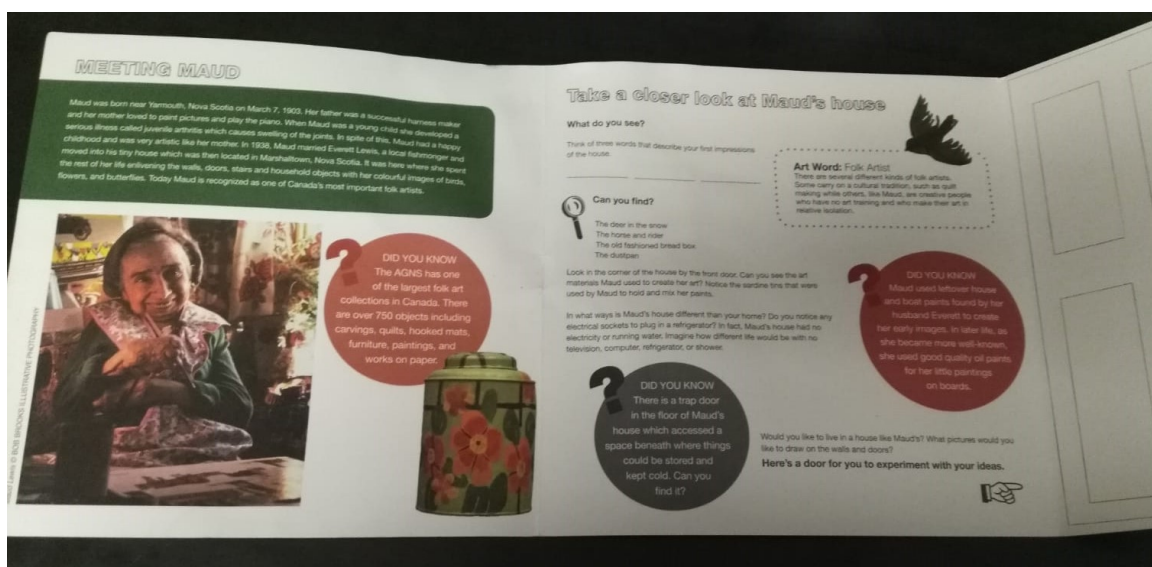 MEETING MAUD
Maud was born near Yarmouth, Nova Scotia on March 7, 1903. Her father was a successful harness maker
and her mother loved to paint pictures and play the piano. When Maud was a young child she developed a
serious illness called juvenile arthritis which causes swelling of the joints. In spite of this, Maud had a happy
childhood and was very artistic like her mother. In 1938, Maud married Everett Lewis, a local fishmonger and
moved into his tiny house which was then located in Marshalltown, Nova Scotia. It was here where she spent
the rest of her life enlivening the walls, doors, stairs and household objects with her colourful images of birds,
flowers, and butterflies. Today Maud is recognized as one of Canada's most important folk artists.
Maud Lewis © BOB BROOKS ILLUSTRATIVE PHOTOGRAPHY
?
DID YOU KNOW
The AGNS has one
of the largest folk art
collections in Canada. There
are over 750 objects including
carvings, quilts, hooked mats,
furniture, paintings, and
works on paper.
Take a closer look at Maud's house
What do you see?
Think of three words that describe your first impressions
of the house.
Art Word: Folk Artist
There are several different kinds of folk artists.
Some carry on a cultural tradition, such as quilt
making while others, like Maud, are creative people
who have no art training and who make their art in
relative isolation.
Can you find?
The deer in the snow
The horse and rider
The old fashioned bread box
The dustpan
Look in the corner of the house by the front door. Can you see the art
materials Maud used to create her art? Notice the sardine tins that were
used by Maud to hold and mix her paints.
In what ways is Maud's house different than your home? Do you notice any
electrical sockets to plug in a refrigerator? In fact, Maud's house had no
electricity or running water. Imagine how different life would be with no
television, computer, refrigerator, or shower.
?
DID YOU KNOW
Maud used leftover house
and boat paints found by her
husband Everett to create
her early images. In later life, as
she became more well-known,
she used good quality oil paints
for her little paintings
on boards.
?
DID YOU KNOW
There is a trap door
in the floor of Maud's
house which accessed a
space beneath where things
could be stored and
kept cold. Can you
find it?
Would you like to live in a house like Maud's? What pictures would you
like to draw on the walls and doors?
Here's a door for you to experiment with your ideas.